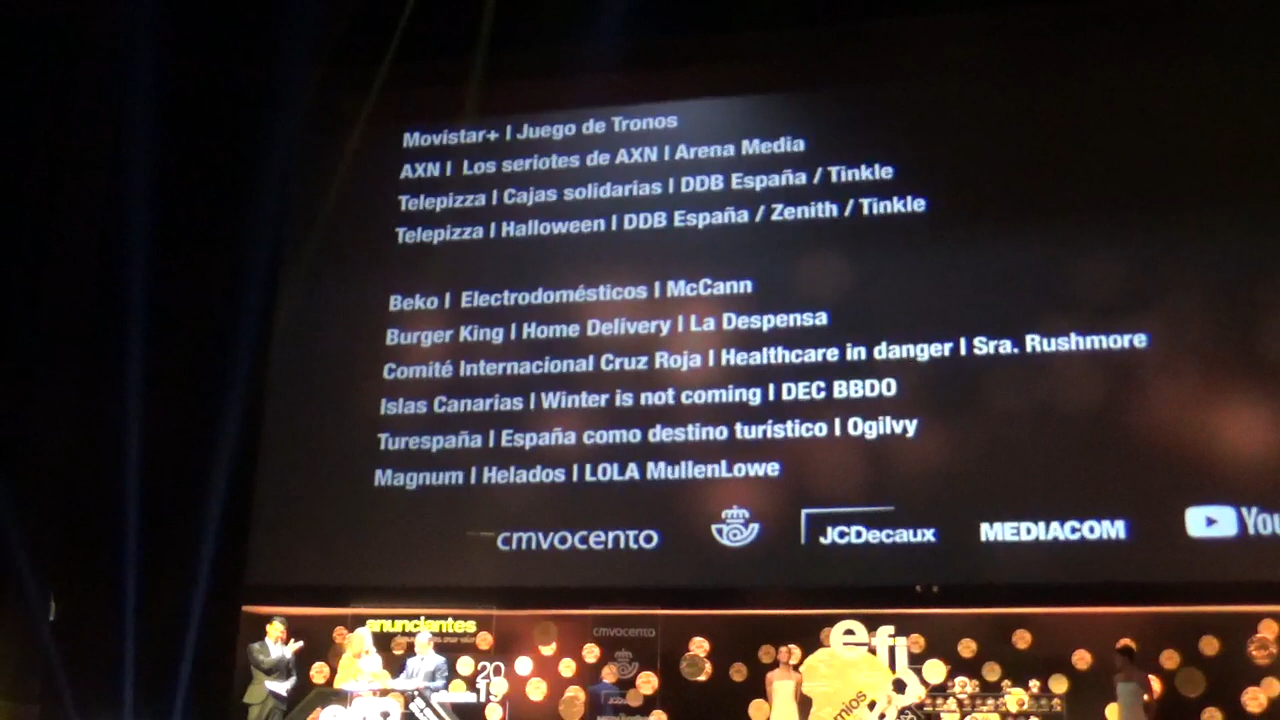 Movistar+ | Juego de Tronos
AXN | Los seriotes de AXN | Arena Media
Telepizza | Cajas solidarias | DDB España / Tinkle
Telepizza | Halloween | DDB España / Zenith / Tinkle
Beko | Electrodomésticos | McCann
Burger King | Home Delivery | La Despensa
Comité Internacional Cruz Roja | Healthcare in danger | Sra. Rushmore
Islas Canarias | Winter is not coming | DEC BBDO
Turespaña | España como destino turístico | Ogilvy
Magnum | Helados | LOLA MullenLowe
cmvocento
JCDecaux
MEDIACOM
You
anunciantes
cmvocento
efi